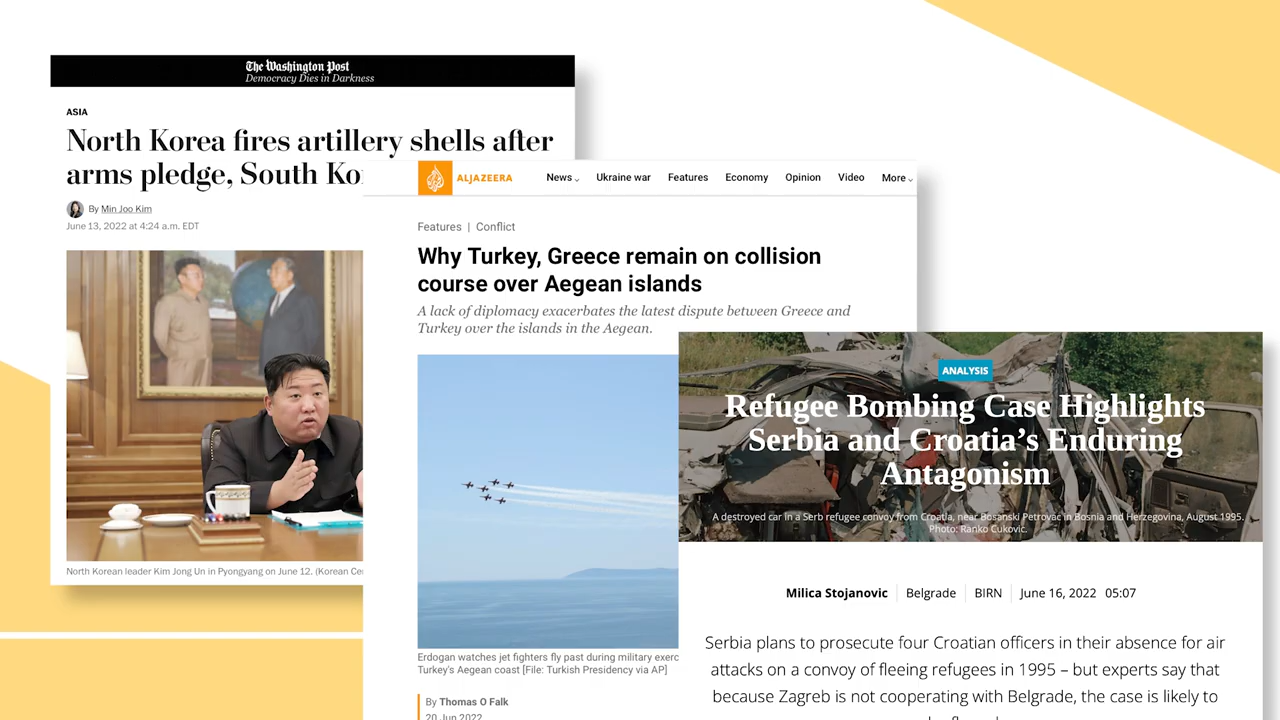 The Washington Post
Democracy Dies in Darkness
ASIA
North Korea fires artillery shells after
arms pledge, South Ko
By Min Joo Kim
June 13, 2022 at 4:24 a.m. EDT
North Korean leader Kim Jong Un in Pyongyang on June 12. (Korean Ce
ALJAZEERA
News Ukraine war Features Economy Opinion Video More
Features | Conflict
Why Turkey, Greece remain on collision
course over Aegean islands
A lack of diplomacy exacerbates the latest dispute between Greece and
Turkey over the islands in the Aegean.
Erdogan watches jet fighters fly past during military exerc
Turkey's Aegean coast [File: Turkish Presidency via AP]
By Thomas O Falk
20 Jun 2022
ANALYSIS
Refugee Bombing Case Highlights
Serbia and Croatia's Enduring
Antagonism
A destroyed car in a Serb refugee convoy from Croatia, near Bosanski Petrovac in Bosnia and Herzegovina, August 1995.
Photo: Ranko Cukovic.
Milica Stojanovic | Belgrade | BIRN | June 16, 2022 05:07
Serbia plans to prosecute four Croatian officers in their absence for air
attacks on a convoy of fleeing refugees in 1995 – but experts say that
because Zagreb is not cooperating with Belgrade, the case is likely to